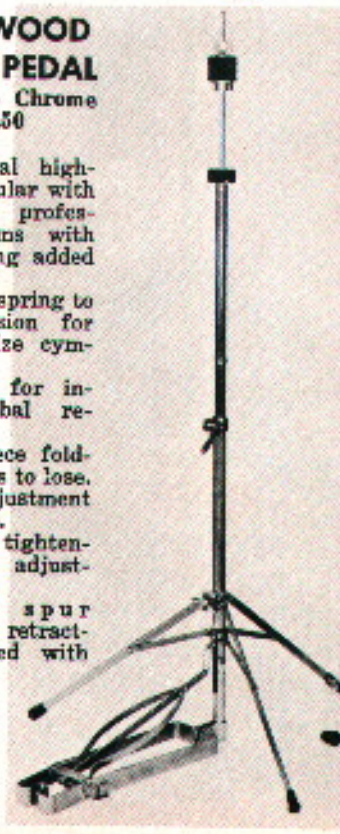 WOOD
PEDAL
Chrome
50
al high-
ular with
profes-
ns with
ng added
spring to
sion for
ze cym-
for in-
bal re-
ece fold-
s to lose.
justment
tighten-
adjust-
spur
retract-
ed with